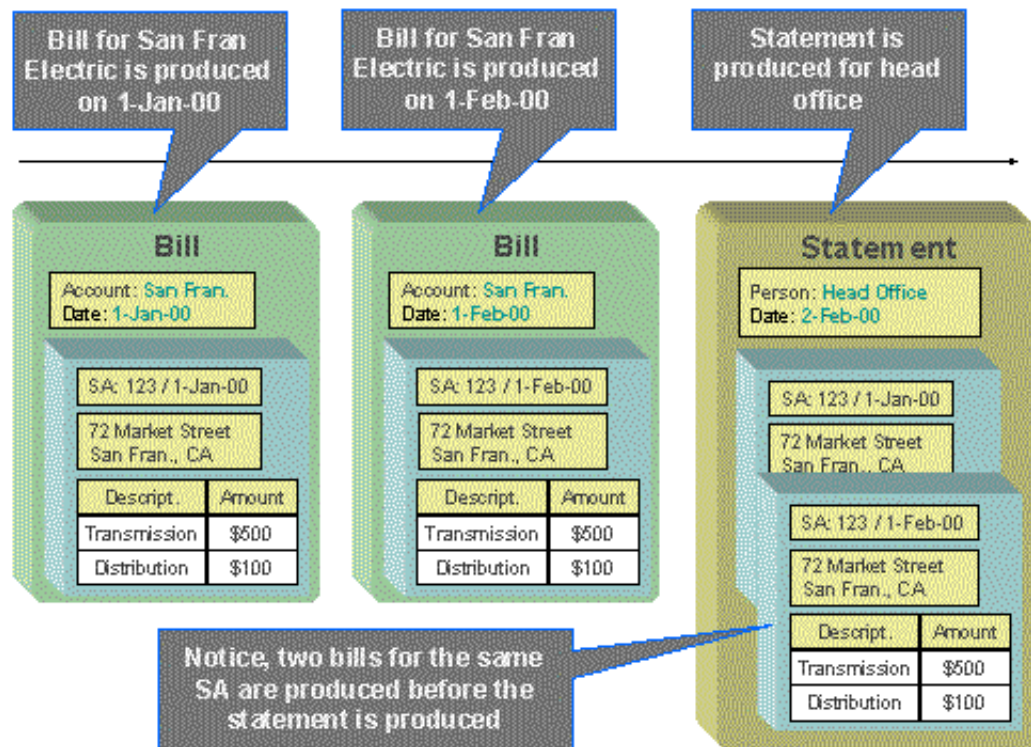 Bill for San Fran
Electric is produced
on 1-Jan-00
Bill for San Fran
Electric is produced
on 1-Feb-00
Statement is
produced for head
office
Bill
Account: San Fran.
Date: 1-Jan-00
SA: 123 / 1-Jan-00
72 Market Street
San Fran., CA
Descript. Amount
Transmission $500
Distribution $100
Bill
Account: San Fran.
Date: 1-Feb-00
SA: 123 / 1-Feb-00
72 Market Street
San Fran., CA
Descript. Amount
Transmission $500
Distribution $100
Statement
Person: Head Office
Date: 2-Feb-00
SA: 123 / 1-Jan-00
72 Market Street
San Fran., CA
SA: 123 / 1-Feb-00
72 Market Street
San Fran., CA
Descript. Amount
Transmission $500
Distribution $100
Notice, two bills for the same
SA are produced before the
statement is produced